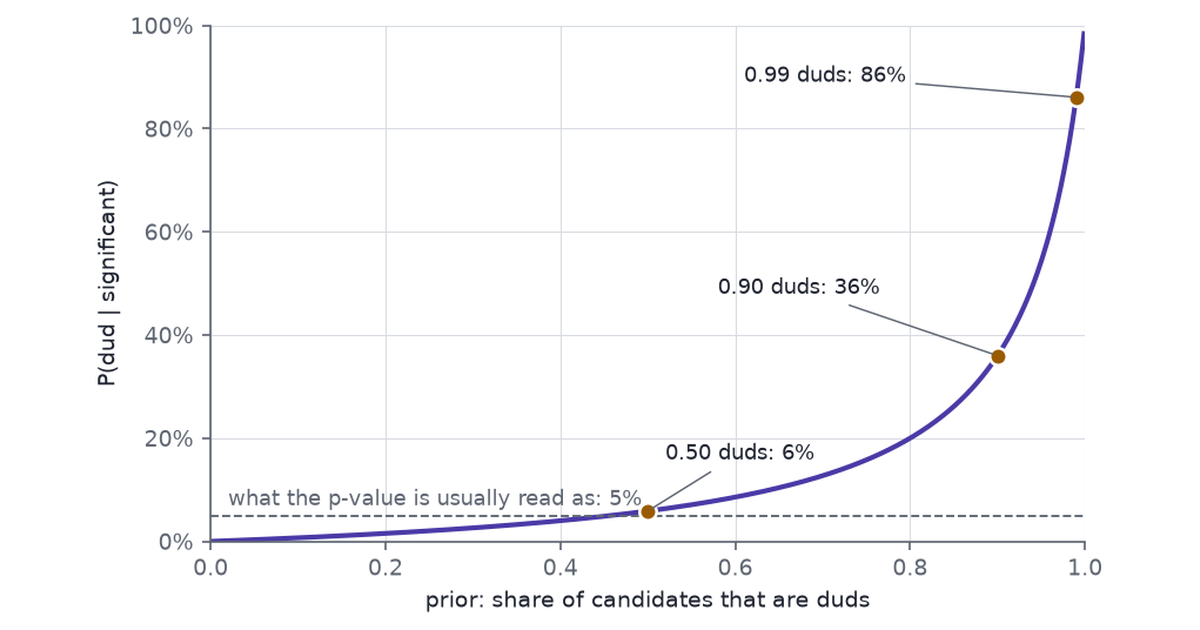 100%
0.99 duds: 86%
80%
60%
P(dud | significant)
0.90 duds: 36%
40%
20%
0.50 duds: 6%
what the p-value is usually read as: 5%
0%
0.0 0.2 0.4 0.6 0.8 1.0
prior: share of candidates that are duds